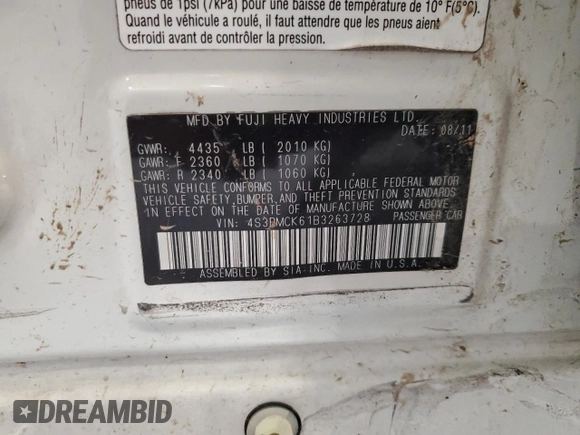 pneus de 1psi (7kPa) pour une baisse de température de 10° F(5°C).
Quand le véhicule a roulé, il faut attendre que les pneus aient
refroidi avant de contrôler la pression.
MFD BY FUJI HEAVY INDUSTRIES LTD.
DATE: 08/11
GVWR: 4435 LB ( 2010 KG)
GAWR: F 2360 LB ( 1070 KG)
GAWR: R 2340 LB ( 1060 KG)
THIS VEHICLE CONFORMS TO ALL APPLICABLE FEDERAL MOTOR
VEHICLE SAFETY, BUMPER, AND THEFT PREVENTION STANDARDS
IN EFFECT ON THE DATE OF MANUFACTURE SHOWN ABOVE.
VIN: 4S3BMCK61B3263728 PASSENGER CAR
ASSEMBLED BY SIA-INC. MADE IN U.S.A.
DREAMBID